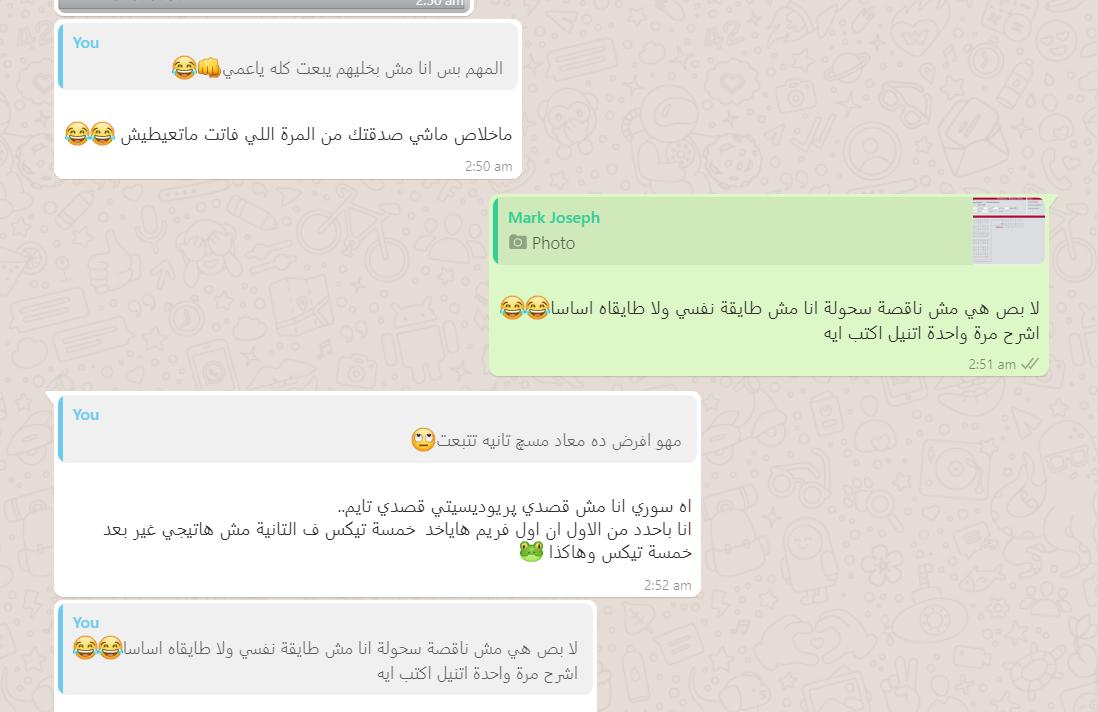 2:50 am
You
المهم بس انا مش بخليهم يبعت كله ياعمي👊😂
ماخلاص ماشي صدقتك من المرة اللي فاتت ماتعيطيش 😂😂
2:50 am
Mark Joseph
Photo
لا بص هي مش ناقصة سحولة انا مش طايقة نفسي ولا طايقاه اساسا😂😂
اشرح مرة واحدة اتنيل اكتب ايه
2:51 am
You
مهو افرض ده معاد مسچ تانيه تتبعت🙄
اه سوري انا مش قصدي پريوديسيتي قصدي تايم..
انا باحدد من الاول ان اول فريم هاياخد خمسة تيكس ف التانية مش هاتيجي غير بعد
خمسة تيكس وهاكذا 🐸
2:52 am
You
لا بص هي مش ناقصة سحولة انا مش طايقة نفسي ولا طايقاه اساسا😂😂
اشرح مرة واحدة اتنيل اكتب ايه